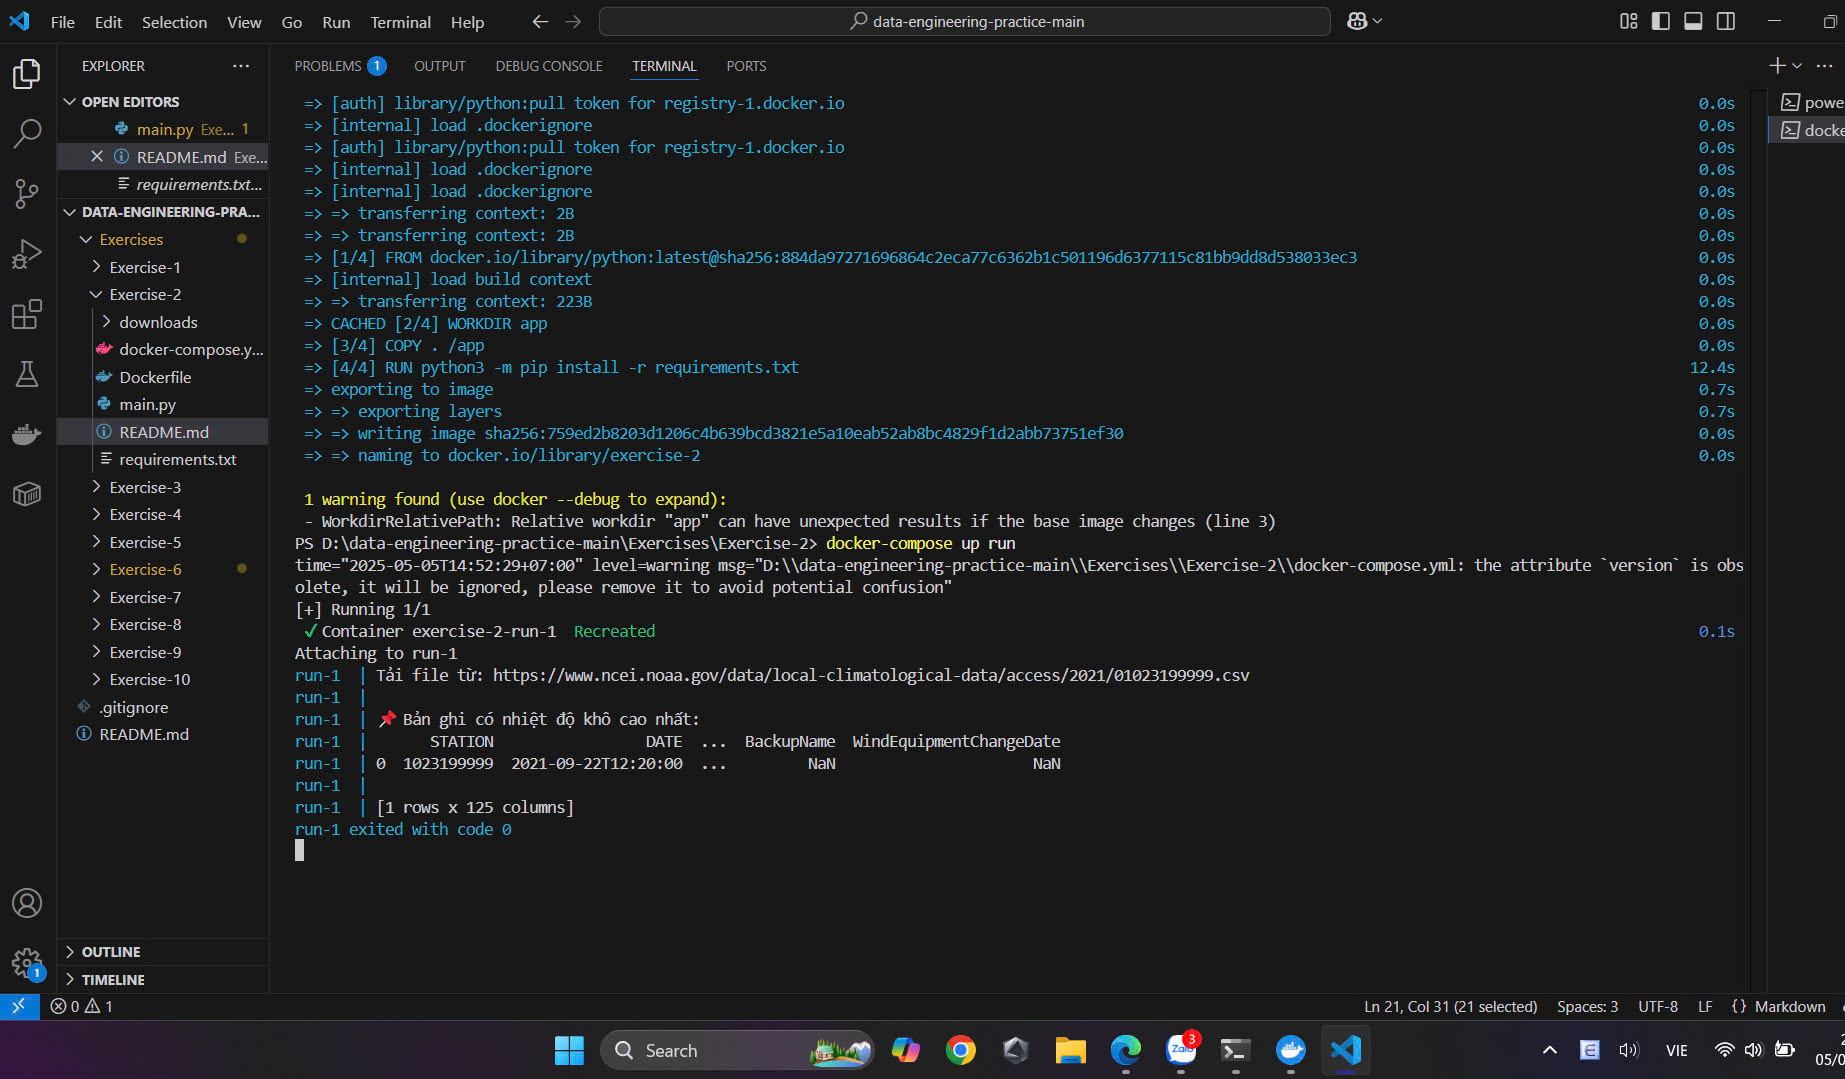 File Edit Selection View Go Run Terminal Help
data-engineering-practice-main
EXPLORER
OPEN EDITORS
main.py Exe... 1
README.md Exe...
requirements.txt...
DATA-ENGINEERING-PRA...
Exercises
Exercise-1
Exercise-2
downloads
docker-compose.y...
Dockerfile
main.py
README.md
requirements.txt
Exercise-3
Exercise-4
Exercise-5
Exercise-6
Exercise-7
Exercise-8
Exercise-9
Exercise-10
.gitignore
README.md
OUTLINE
TIMELINE
PROBLEMS 1 OUTPUT DEBUG CONSOLE TERMINAL PORTS
=> [auth] library/python:pull token for registry-1.docker.io 0.0s
=> [internal] load .dockerignore 0.0s
=> [auth] library/python:pull token for registry-1.docker.io 0.0s
=> [internal] load .dockerignore 0.0s
=> [internal] load .dockerignore 0.0s
=> => transferring context: 2B 0.0s
=> => transferring context: 2B 0.0s
=> [1/4] FROM docker.io/library/python:latest@sha256:884da97271696864c2eca77c6362b1c501196d6377115c81bb9dd8d538033ec3 0.0s
=> [internal] load build context 0.0s
=> => transferring context: 223B 0.0s
=> CACHED [2/4] WORKDIR app 0.0s
=> [3/4] COPY . /app 0.0s
=> [4/4] RUN python3 -m pip install -r requirements.txt 12.4s
=> exporting to image 0.7s
=> => exporting layers 0.7s
=> => writing image sha256:759ed2b8203d1206c4b639bcd3821e5a10eab52ab8bc4829f1d2abb73751ef30 0.0s
=> => naming to docker.io/library/exercise-2 0.0s
1 warning found (use docker --debug to expand):
- WorkdirRelativePath: Relative workdir "app" can have unexpected results if the base image changes (line 3)
PS D:\data-engineering-practice-main\Exercises\Exercise-2> docker-compose up run
time="2025-05-05T14:52:29+07:00" level=warning msg="D:\\data-engineering-practice-main\\Exercises\\Exercise-2\\docker-compose.yml: the attribute `version` is obs
olete, it will be ignored, please remove it to avoid potential confusion"
[+] Running 1/1
✓ Container exercise-2-run-1 Recreated 0.1s
Attaching to run-1
run-1 | Tải file từ: https://www.ncei.noaa.gov/data/local-climatological-data/access/2021/01023199999.csv
run-1 |
run-1 | 📌 Bản ghi có nhiệt độ khô cao nhất:
run-1 | STATION DATE ... BackupName WindEquipmentChangeDate
run-1 | 0 1023199999 2021-09-22T12:20:00 ... NaN NaN
run-1 |
run-1 | [1 rows x 125 columns]
run-1 exited with code 0
powe
docke
1
0 1
Ln 21, Col 31 (21 selected) Spaces: 3 UTF-8 LF {} Markdown
Search
Zalo
3
VIE
05/0